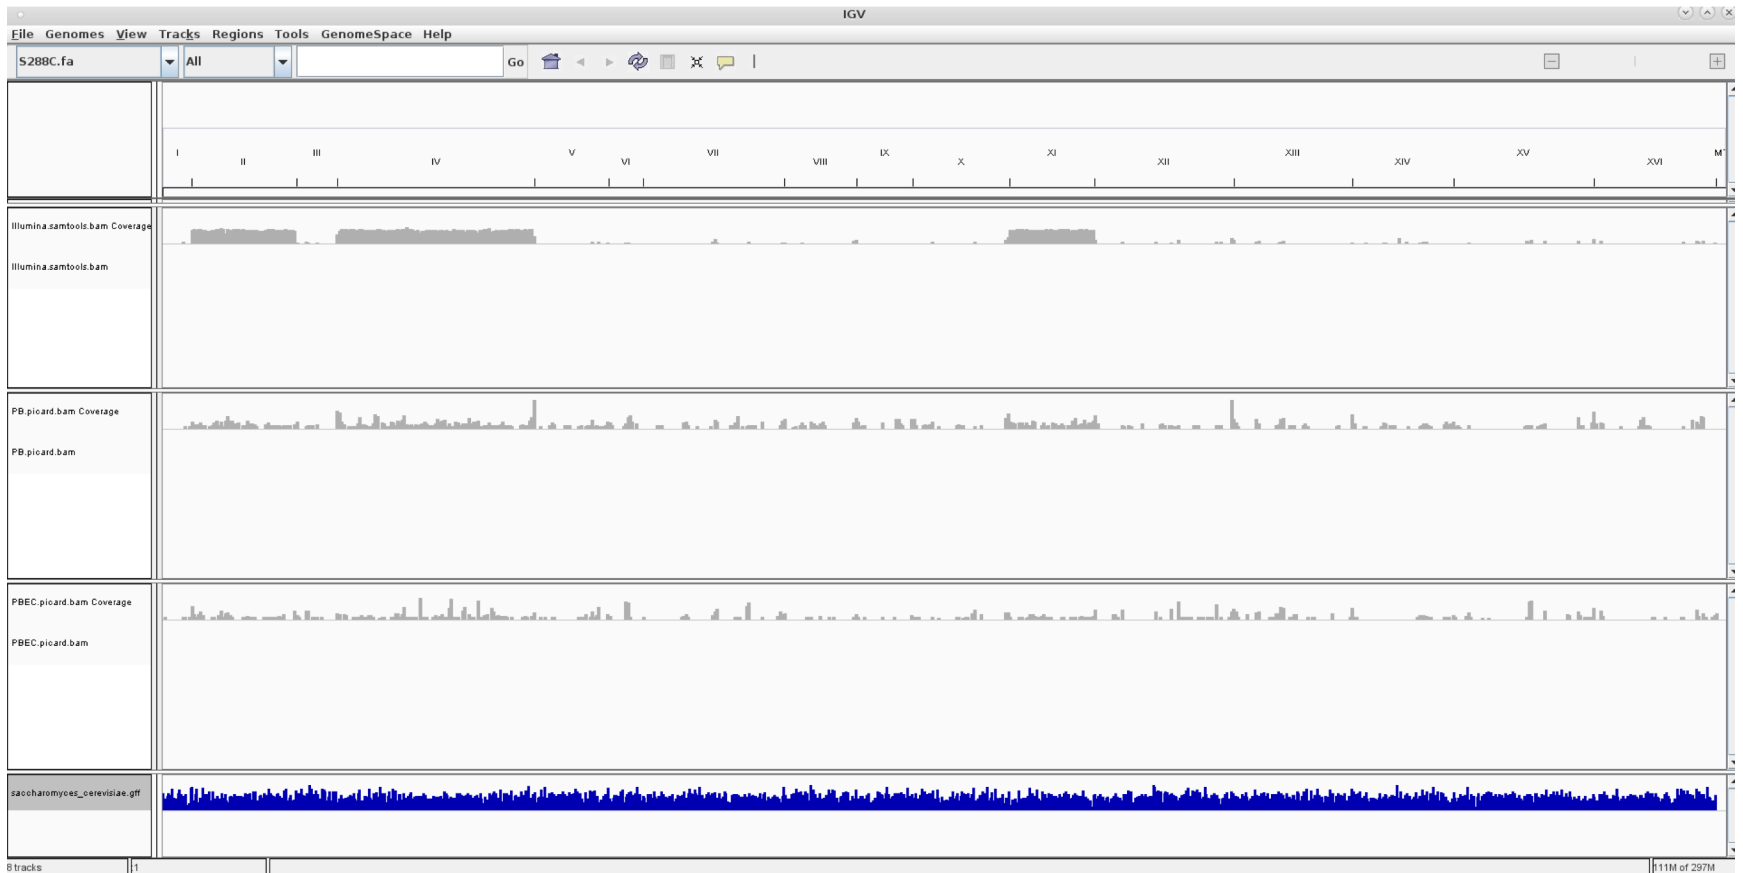 IGV
File Genomes View Tracks Regions Tools GenomeSpace Help
S288C.fa All Go
I II III IV V VI VII VIII IX X XI XII XIII XIV XV XVI
Illumina.samtools.bam Coverage
Illumina.samtools.bam
PB.picard.bam Coverage
PB.picard.bam
PBEC.picard.bam Coverage
PBEC.picard.bam
saccharomyces_cerevisiae.gff
8 tracks 111M of 297M